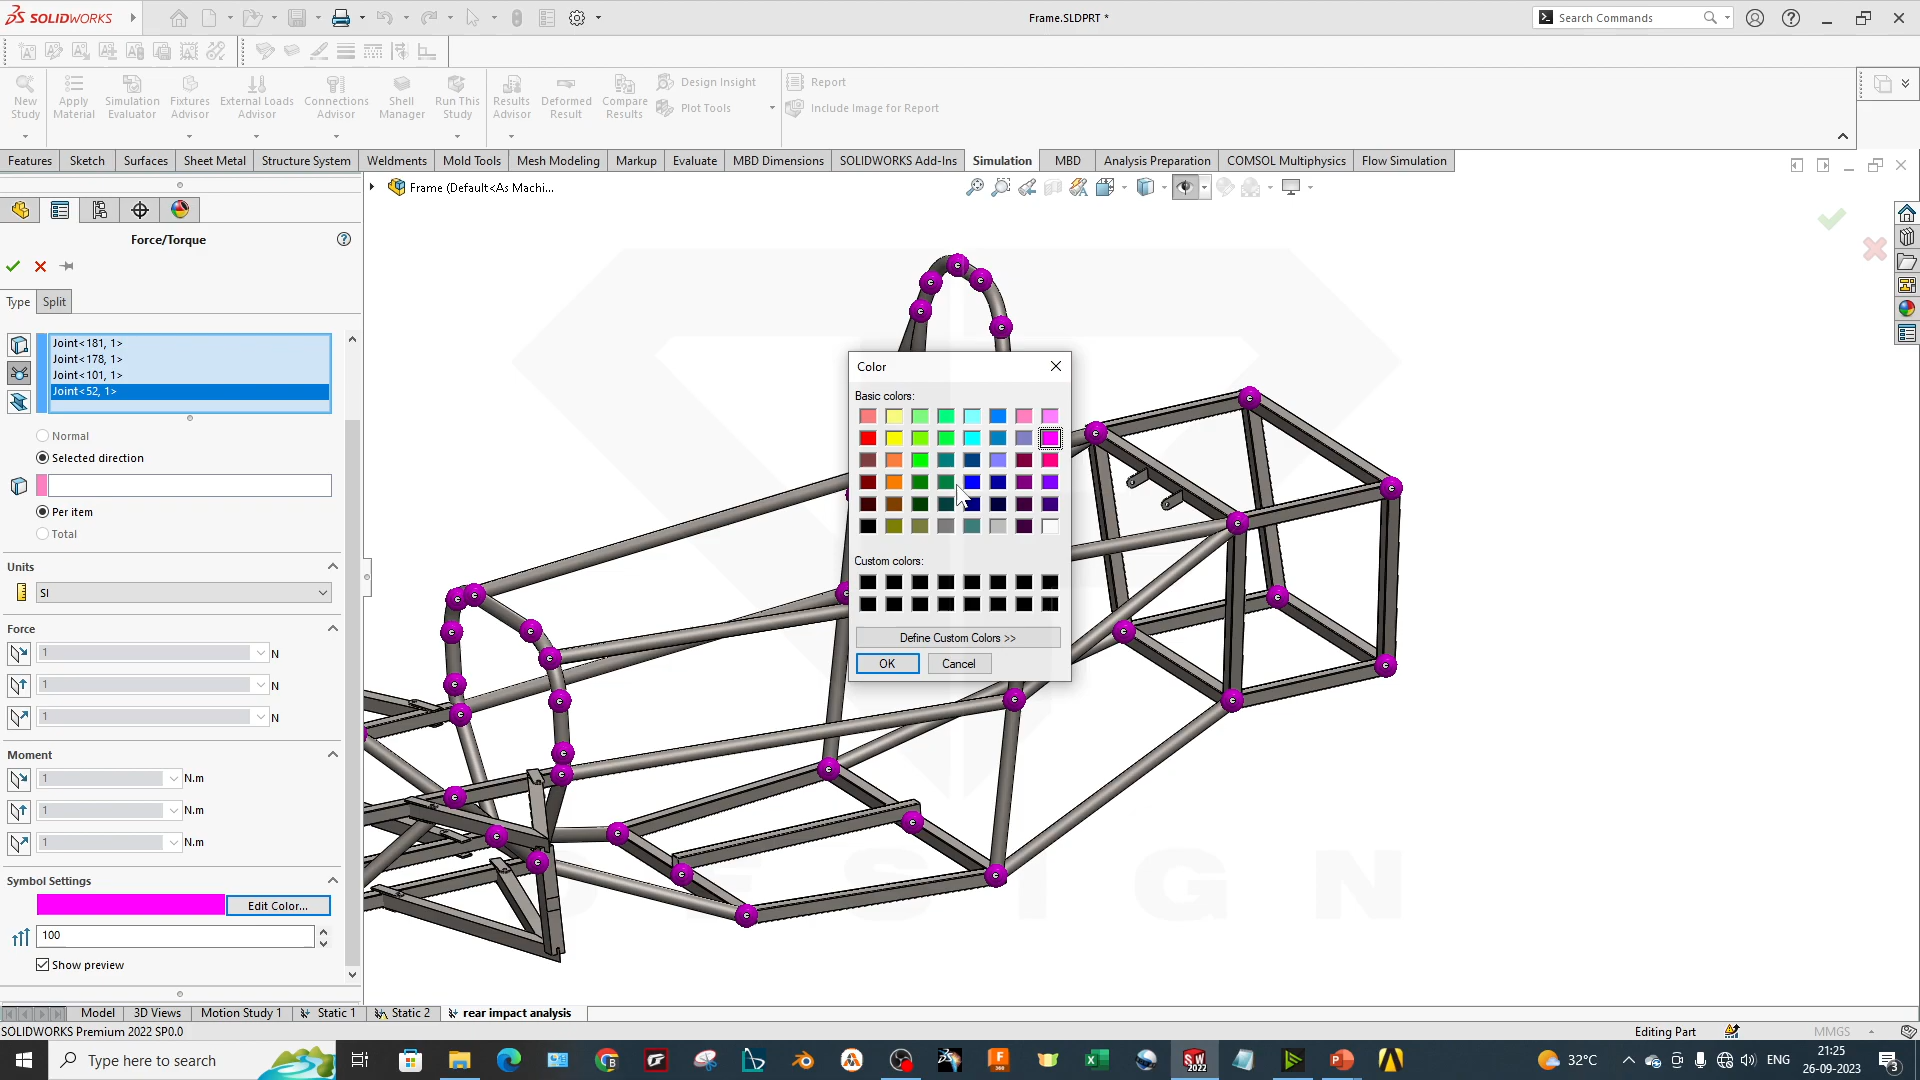 SOLIDWORKS
Frame.SLDPRT *
Search Commands
New Study
Apply Material
Simulation Evaluator
Fixtures Advisor
External Loads Advisor
Connections Advisor
Shell Manager
Run This Study
Results Advisor
Deformed Result
Compare Results
Design Insight
Plot Tools
Report
Include Image for Report
Features
Sketch
Surfaces
Sheet Metal
Structure System
Weldments
Mold Tools
Mesh Modeling
Markup
Evaluate
MBD Dimensions
SOLIDWORKS Add-Ins
Simulation
MBD
Analysis Preparation
COMSOL Multiphysics
Flow Simulation
Frame (Default<As Machi...
Force/Torque
Type
Split
Joint<181, 1>
Joint<178, 1>
Joint<101, 1>
Joint<52, 1>
Normal
Selected direction
Per item
Total
Units
SI
Force
1 N
1 N
1 N
Moment
1 N.m
1 N.m
1 N.m
Symbol Settings
Edit Color...
100
Show preview
Color
Basic colors:
Custom colors:
Define Custom Colors >>
OK
Cancel
DESIGN
Model
3D Views
Motion Study 1
Static 1
Static 2
rear impact analysis
SOLIDWORKS Premium 2022 SP0.0
Editing Part
MMGS
Type here to search
SW
2022
32°C
ENG
21:25
26-09-2023
3